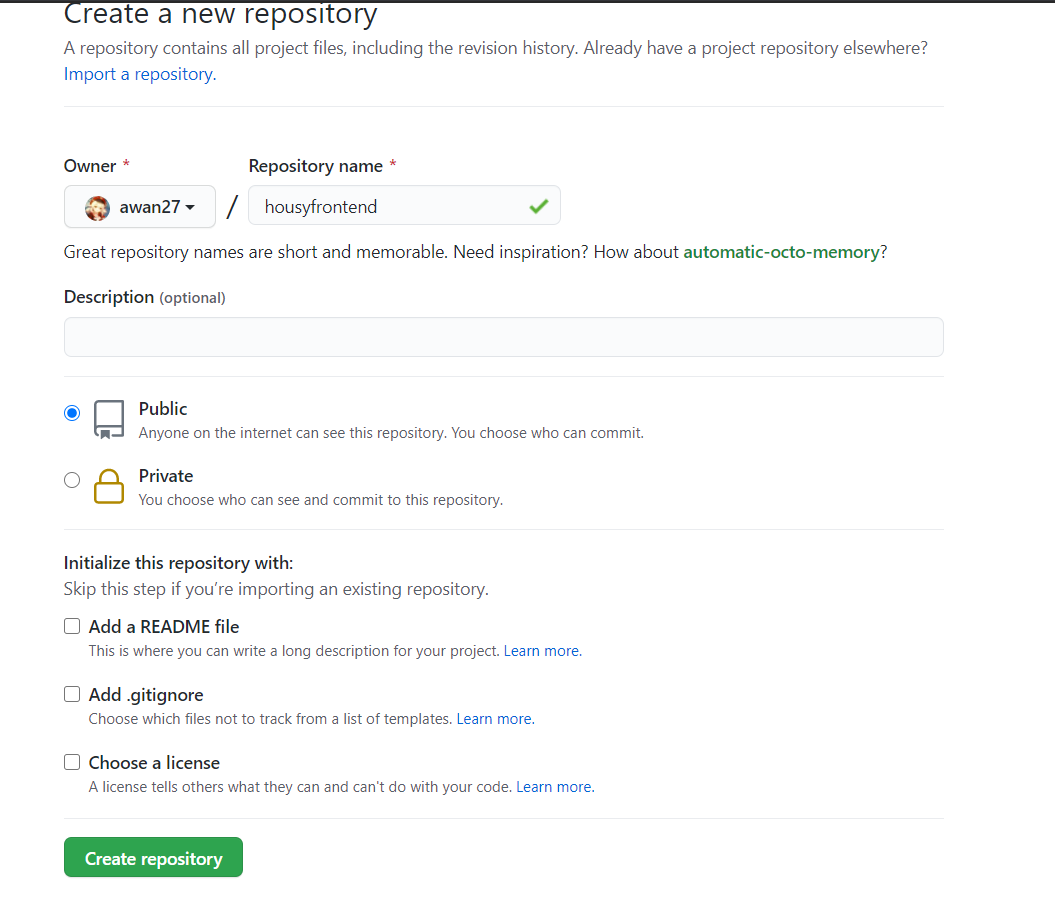 Create a new repository
A repository contains all project files, including the revision history. Already have a project repository elsewhere?
Import a repository.
Owner *
Repository name *
awan27
/
housyfrontend
Great repository names are short and memorable. Need inspiration? How about automatic-octo-memory?
Description (optional)
Public
Anyone on the internet can see this repository. You choose who can commit.
Private
You choose who can see and commit to this repository.
Initialize this repository with:
Skip this step if you’re importing an existing repository.
Add a README file
This is where you can write a long description for your project. Learn more.
Add .gitignore
Choose which files not to track from a list of templates. Learn more.
Choose a license
A license tells others what they can and can't do with your code. Learn more.
Create repository